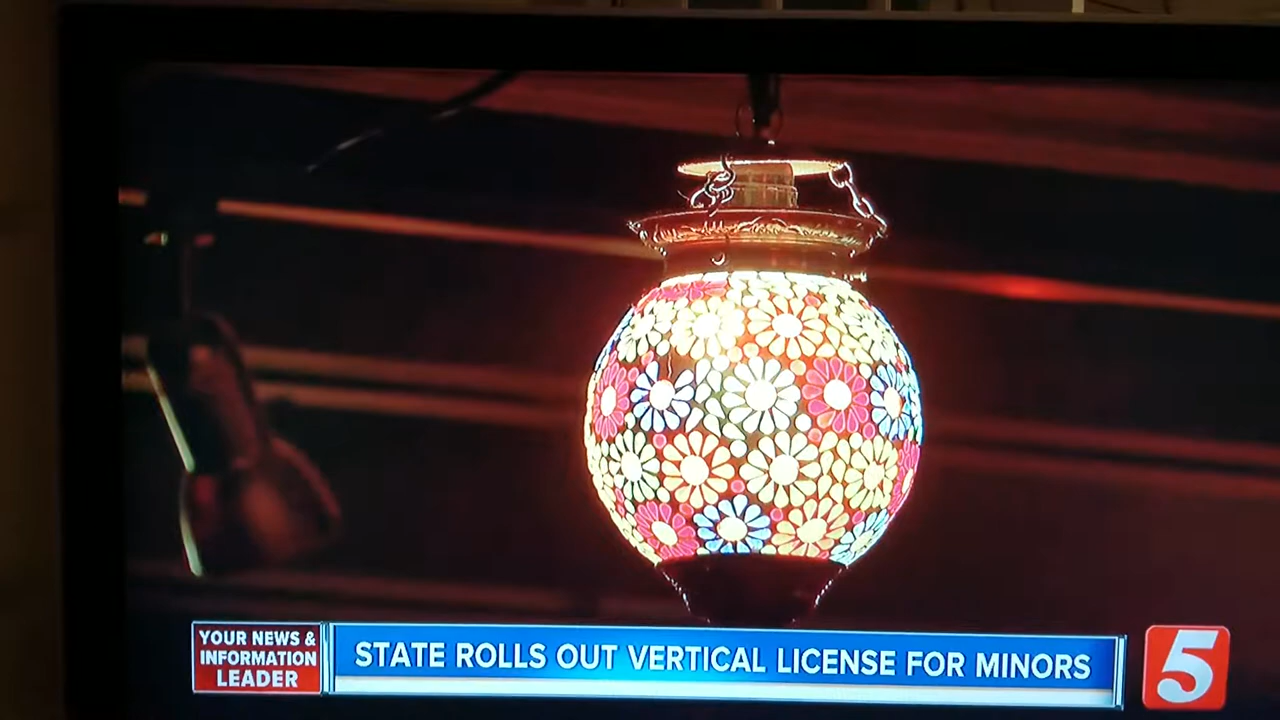 YOUR NEWS &
INFORMATION
LEADER
STATE ROLLS OUT VERTICAL LICENSE FOR MINORS
5